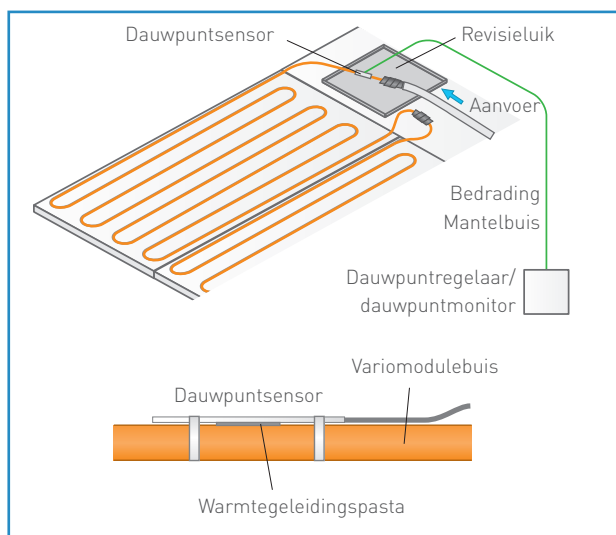 Dauwpuntsensor
Revisieluik
Aanvoer
Bedrading
Mantelbuis
Dauwpuntregelaar/
dauwpuntmonitor
Variomodulebuis
Dauwpuntsensor
Warmtegeleidingspasta